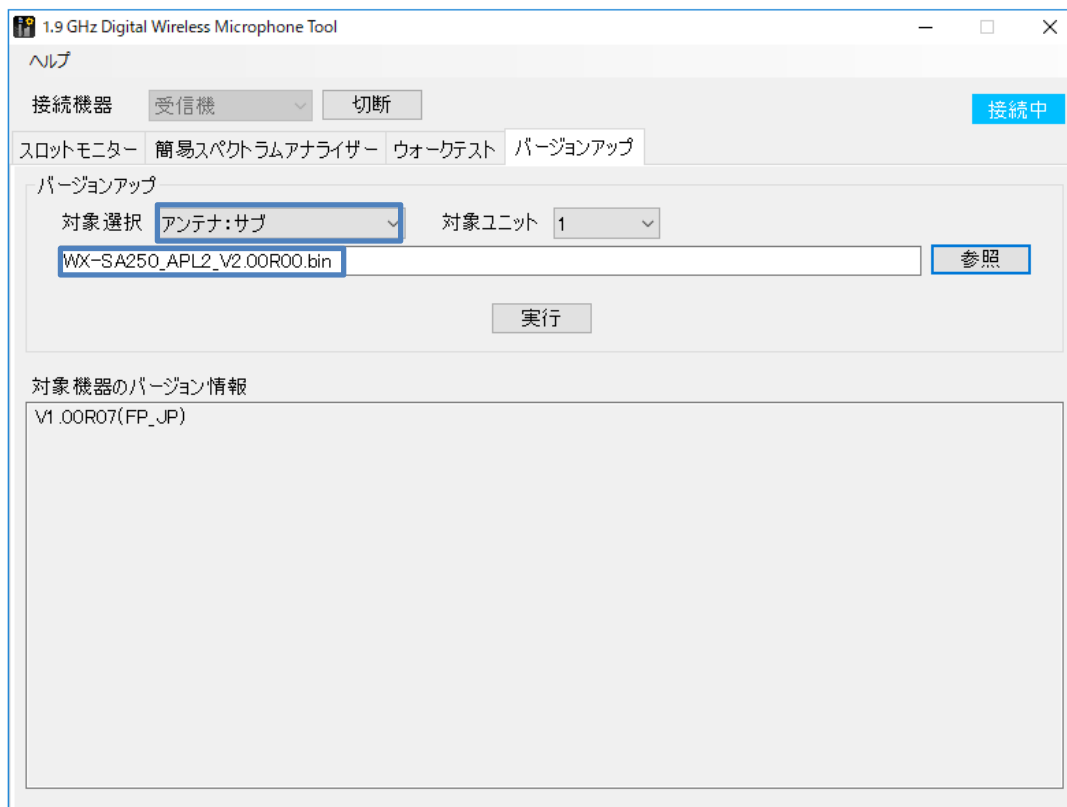 1.9 GHz Digital Wireless Microphone Tool
ヘルプ
接続機器 受信機 切断 接続中
スロットモニター 簡易スペクトラムアナライザー ウォークテスト バージョンアップ
バージョンアップ
対象選択 アンテナ:サブ 対象ユニット 1
WX-SA250_APL2_V2.00R00.bin 参照
実行
対象機器のバージョン情報
V1.00R07(FP_JP)